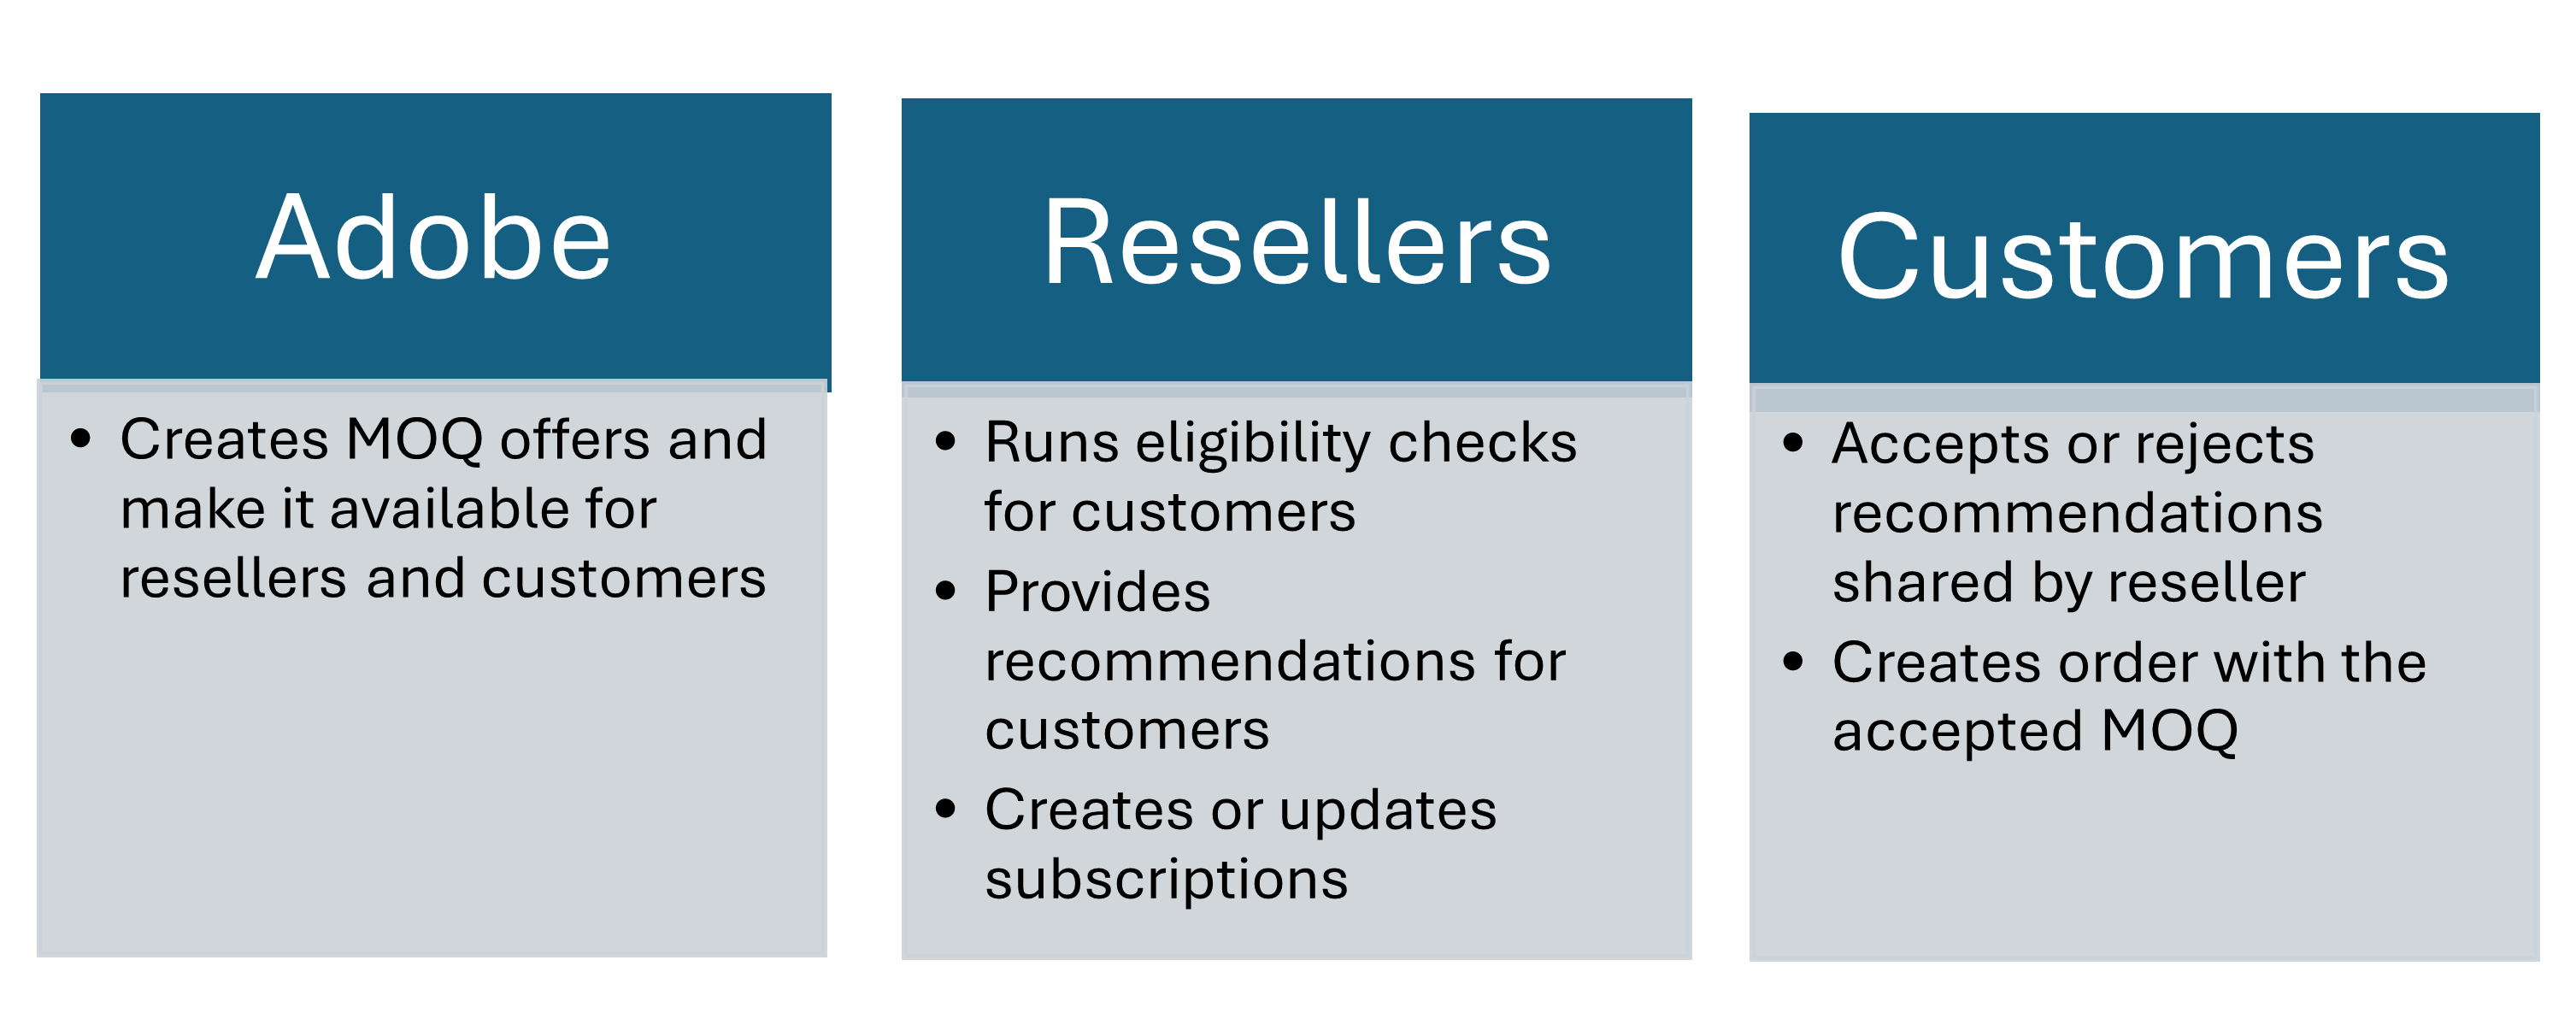 Adobe
• Creates MOQ offers and
make it available for
resellers and customers
Resellers
• Runs eligibility checks
for customers
• Provides
recommendations for
customers
• Creates or updates
subscriptions
Customers
• Accepts or rejects
recommendations
shared by reseller
• Creates order with the
accepted MOQ